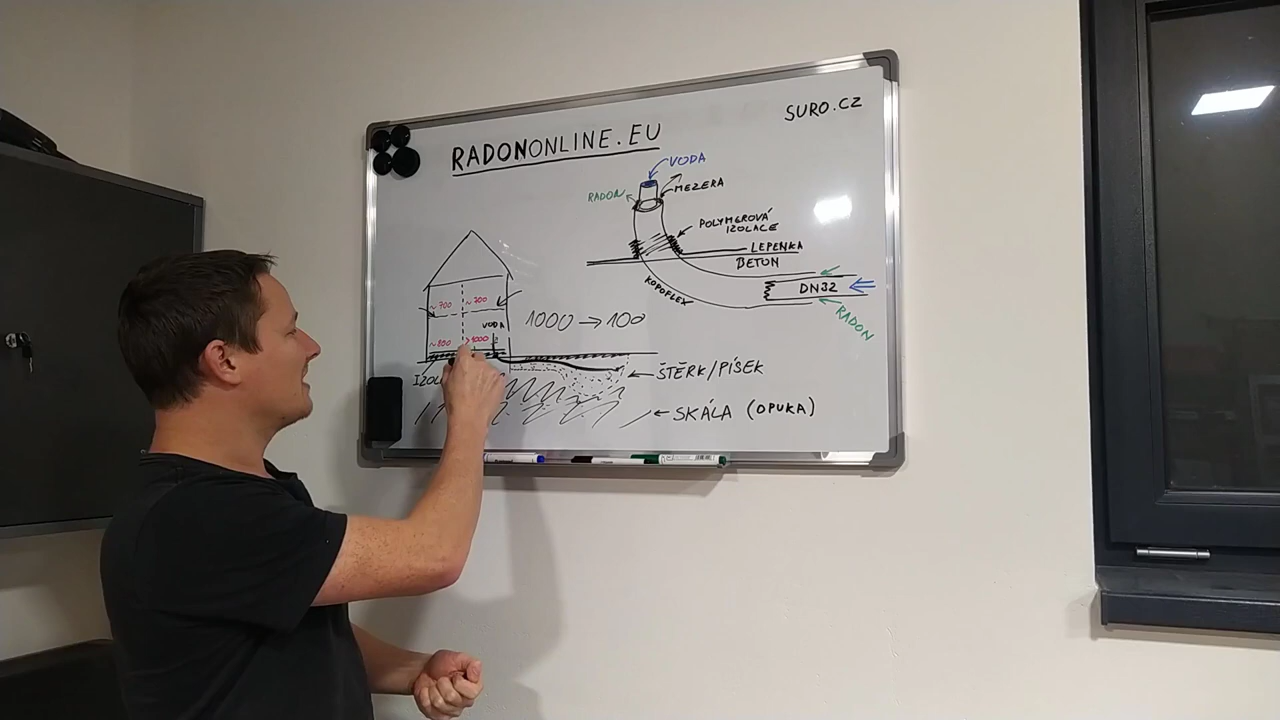 RADONONLINE.EU
SURO.CZ
VODA
RADON
MEZERA
POLYMEROVÁ
IZOLACE
LEPENKA
BETON
KOPOFLEX
DN32
RADON
~700
~700
VODA
~800
>1000
1000 → 100
ŠTĚRK/PÍSEK
SKÁLA (OPUKA)